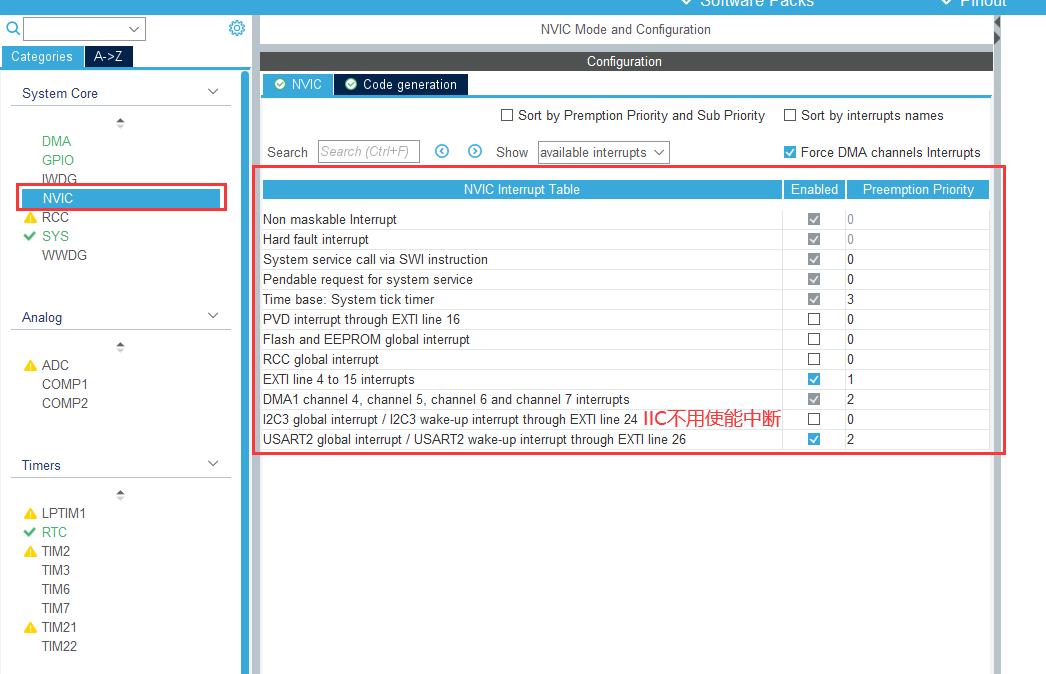 Software Packs
Pinout
Categories
A->Z
System Core
DMA
GPIO
IWDG
NVIC
RCC
SYS
WWDG
Analog
ADC
COMP1
COMP2
Timers
LPTIM1
RTC
TIM2
TIM3
TIM6
TIM7
TIM21
TIM22
NVIC Mode and Configuration
Configuration
NVIC
Code generation
Sort by Premption Priority and Sub Priority
Sort by interrupts names
Search
Search (Ctrl+F)
Show
available interrupts
Force DMA channels Interrupts
NVIC Interrupt Table Enabled Preemption Priority
Non maskable Interrupt 0
Hard fault interrupt 0
System service call via SWI instruction 0
Pendable request for system service 0
Time base: System tick timer 3
PVD interrupt through EXTI line 16 0
Flash and EEPROM global interrupt 0
RCC global interrupt 0
EXTI line 4 to 15 interrupts 1
DMA1 channel 4, channel 5, channel 6 and channel 7 interrupts 2
I2C3 global interrupt / I2C3 wake-up interrupt through EXTI line 24 IIC不用使能中断 0
USART2 global interrupt / USART2 wake-up interrupt through EXTI line 26 2